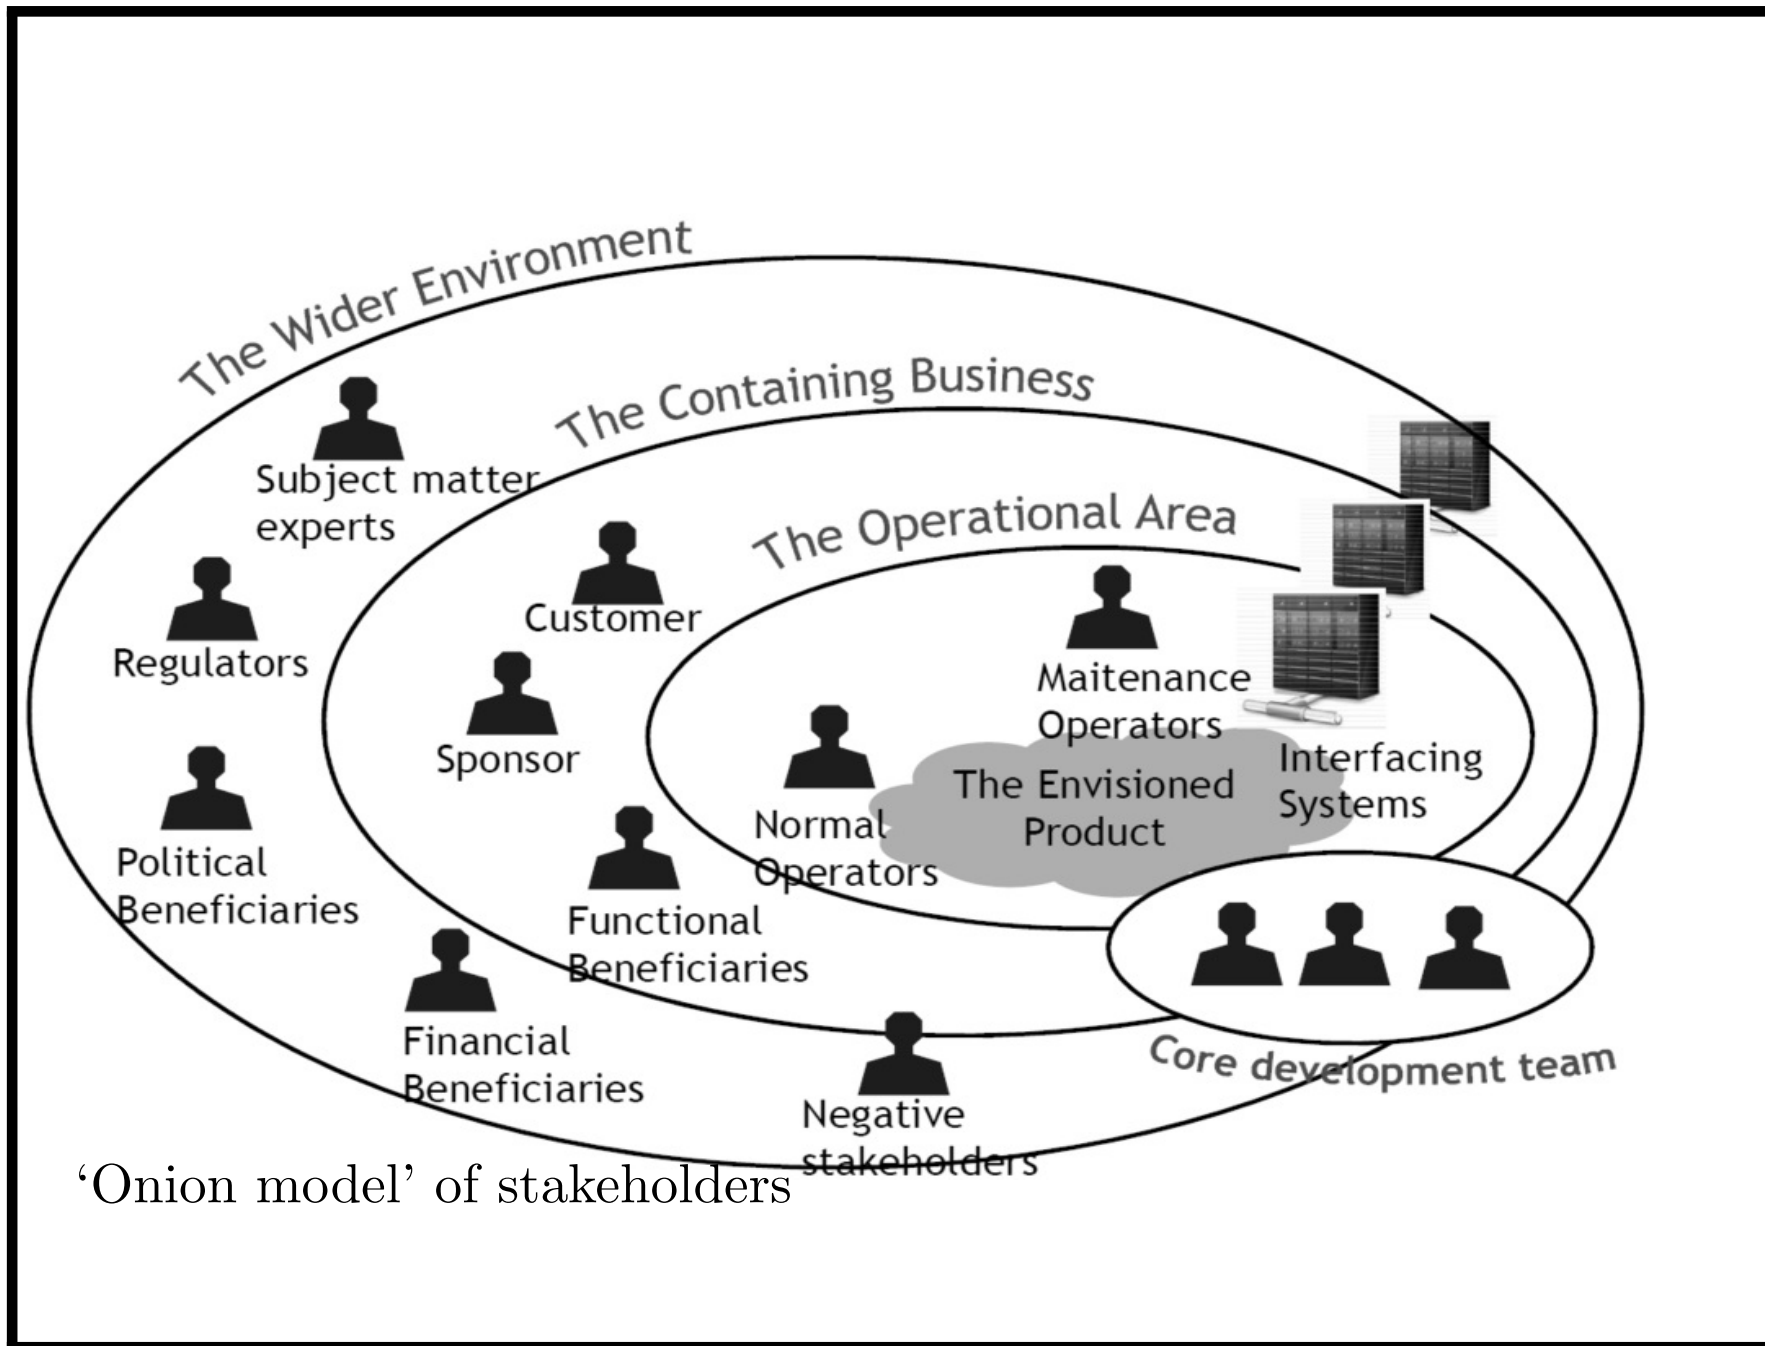 The Wider Environment
The Containing Business
The Operational Area
Subject matter
experts
Customer
Regulators
Sponsor
Maitenance
Operators
Interfacing
Systems
The Envisioned
Product
Normal
Operators
Political
Beneficiaries
Functional
Beneficiaries
Financial
Beneficiaries
Negative
stakeholders
Core development team
‘Onion model’ of stakeholders